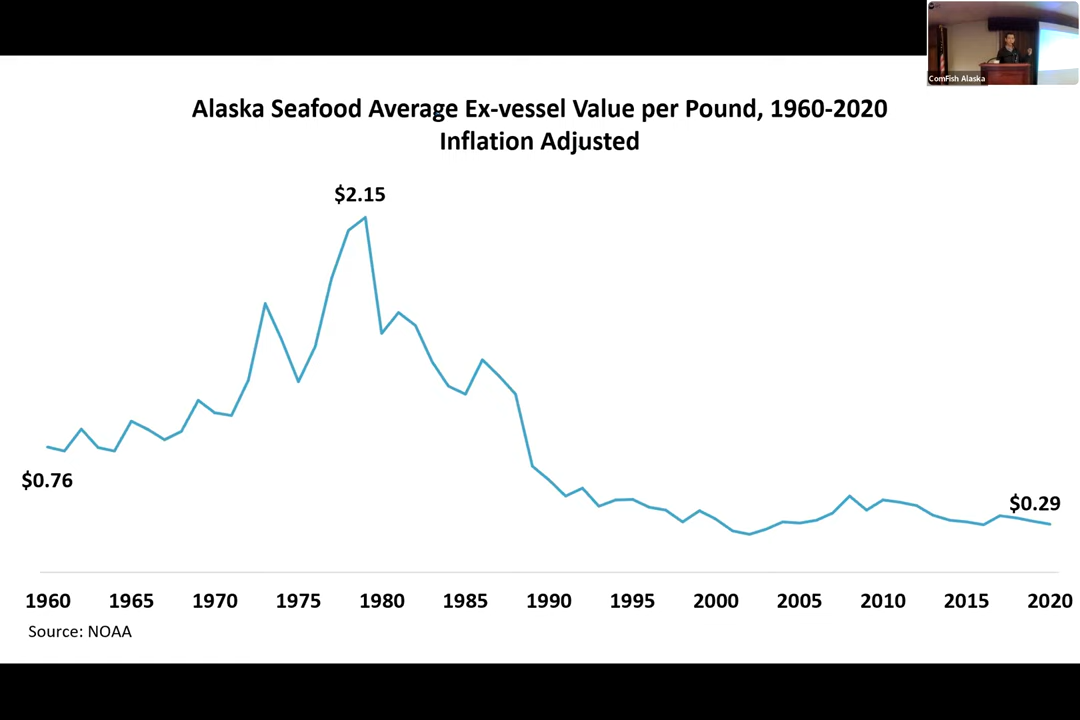 ComFish Alaska
Alaska Seafood Average Ex-vessel Value per Pound, 1960-2020
Inflation Adjusted
$2.15
$0.76
$0.29
1960 1965 1970 1975 1980 1985 1990 1995 2000 2005 2010 2015 2020
Source: NOAA